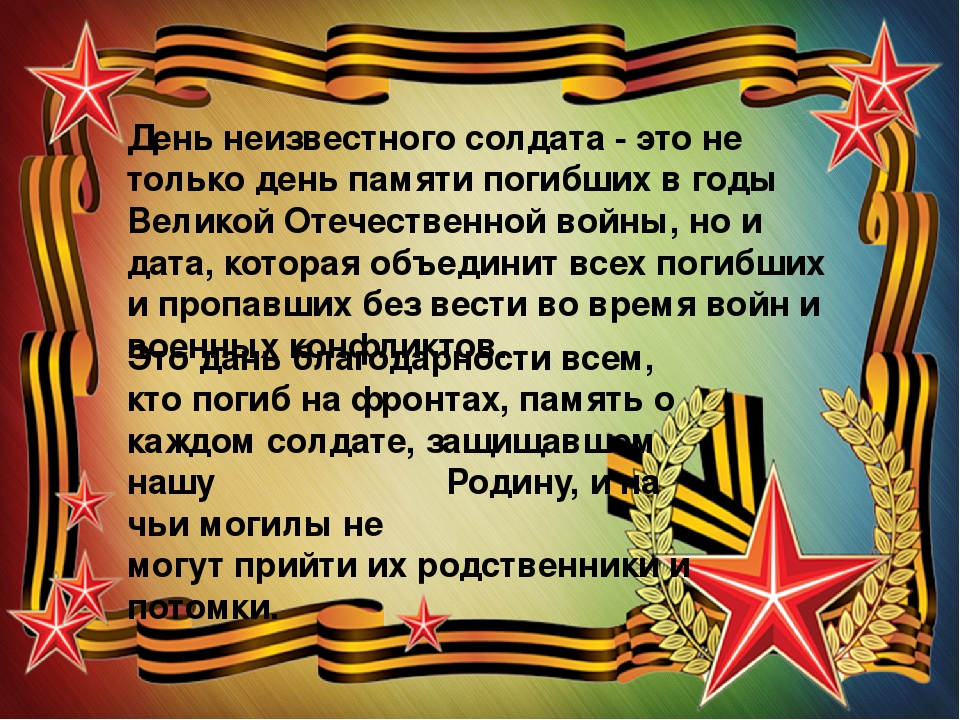 День неизвестного солдата - это не
только день памяти погибших в годы
Великой Отечественной войны, но и
дата, которая объединит всех погибших
и пропавших без вести во время войн и
военных конфликтов.
Это дань благодарности всем,
кто погиб на фронтах, память о
каждом солдате, защищавшем
нашу Родину, и на
чьи могилы не
могут прийти их родственники и
потомки.